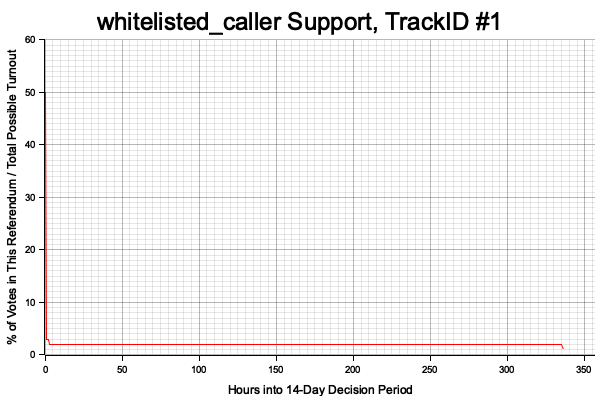 whitelisted_caller Support, TrackID #1
% of Votes in This Referendum / Total Possible Turnout
60
50
40
30
20
10
0
0 50 100 150 200 250 300 350
Hours into 14-Day Decision Period